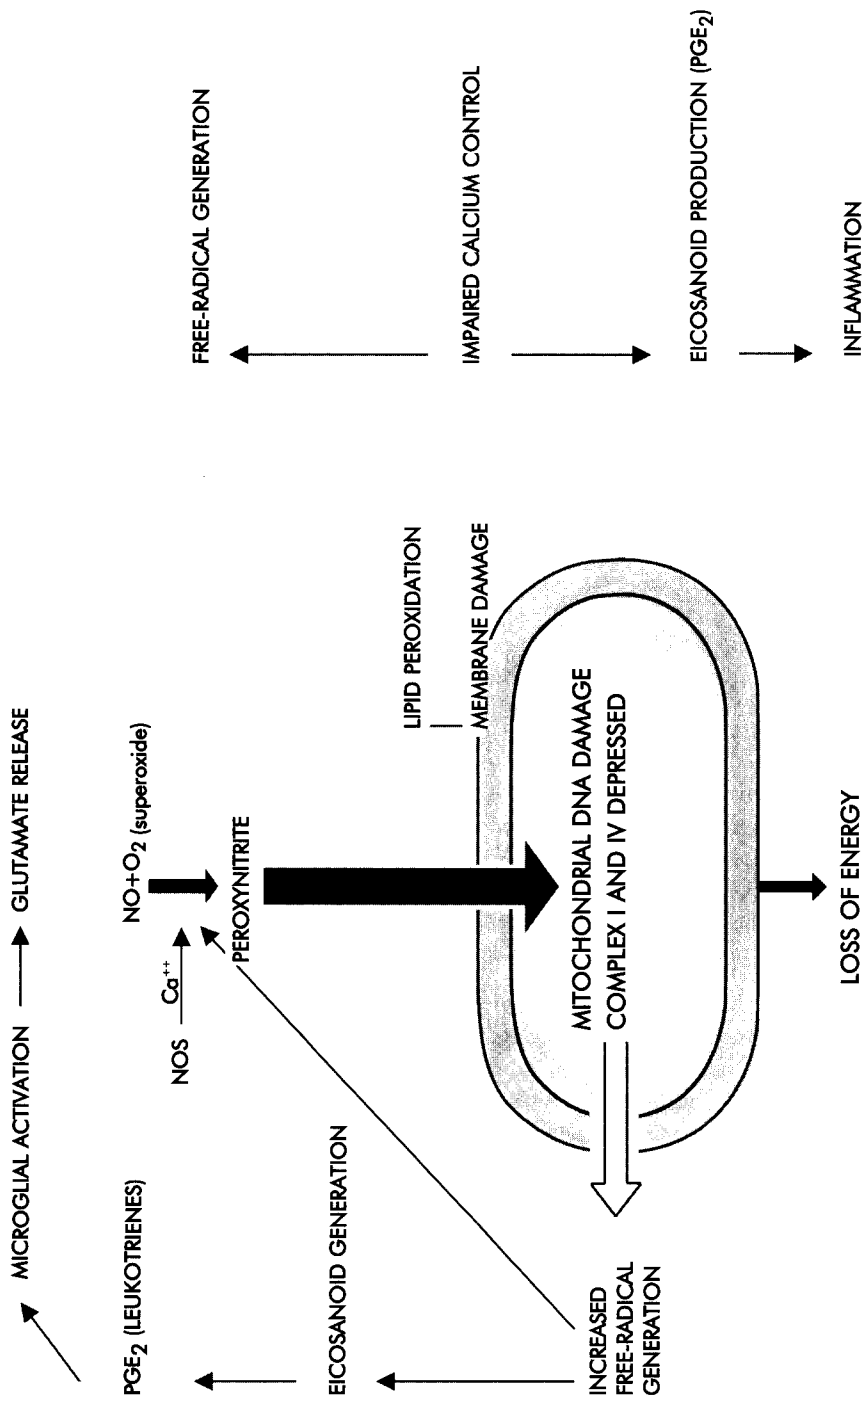 MICROGLIAL ACTIVATION
GLUTAMATE RELEASE
PGE2 (LEUKOTRIENES)
NO+O2 (superoxide)
NOS
Ca++
PEROXYNITRITE
FREE-RADICAL GENERATION
EICOSANOID GENERATION
LIPID PEROXIDATION
MEMBRANE DAMAGE
IMPAIRED CALCIUM CONTROL
INCREASED
FREE-RADICAL
GENERATION
MITOCHONDRIAL DNA DAMAGE
COMPLEX I AND IV DEPRESSED
EICOSANOID PRODUCTION (PGE2)
LOSS OF ENERGY
INFLAMMATION